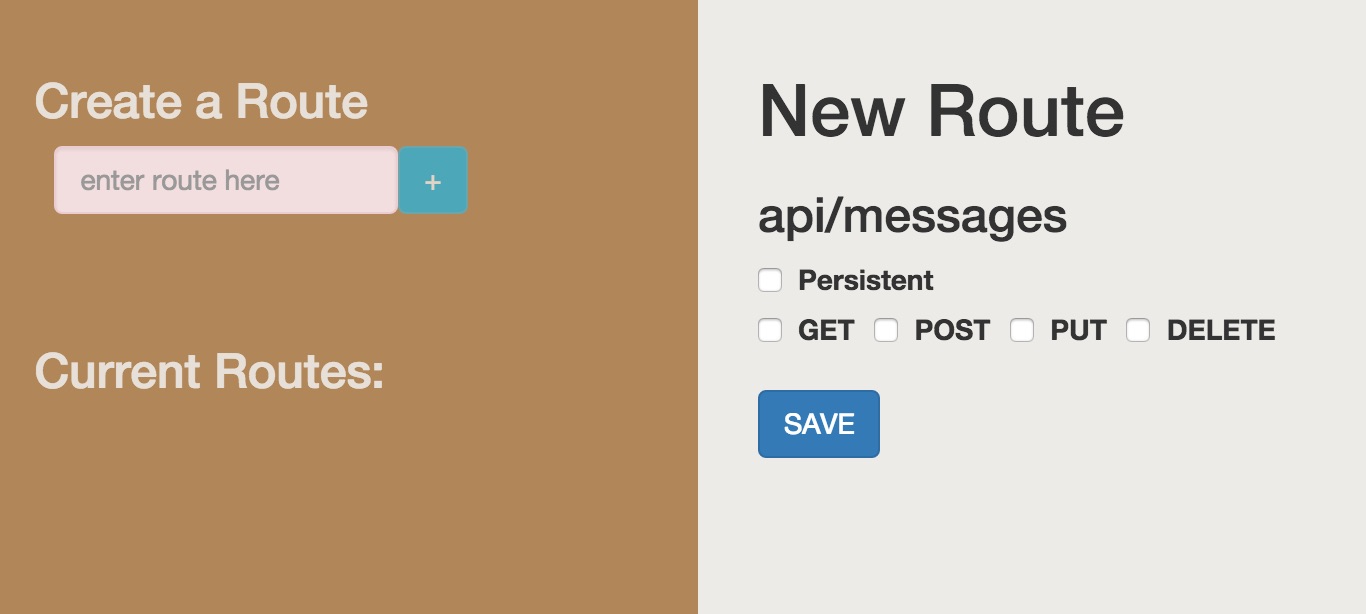 Create a Route
enter route here
+
Current Routes:
New Route
api/messages
Persistent
GET POST PUT DELETE
SAVE